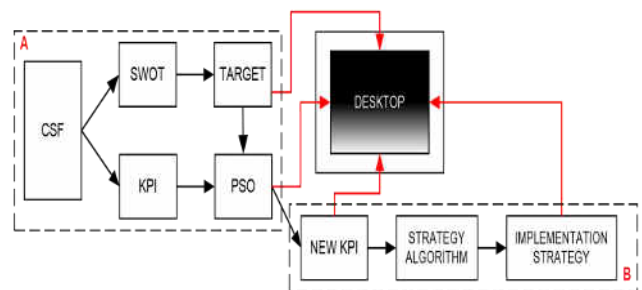 A
SWOT
TARGET
CSF
DESKTOP
KPI
PSO
NEW KPI
STRATEGY
ALGORITHM
IMPLEMENTATION
STRATEGY
B